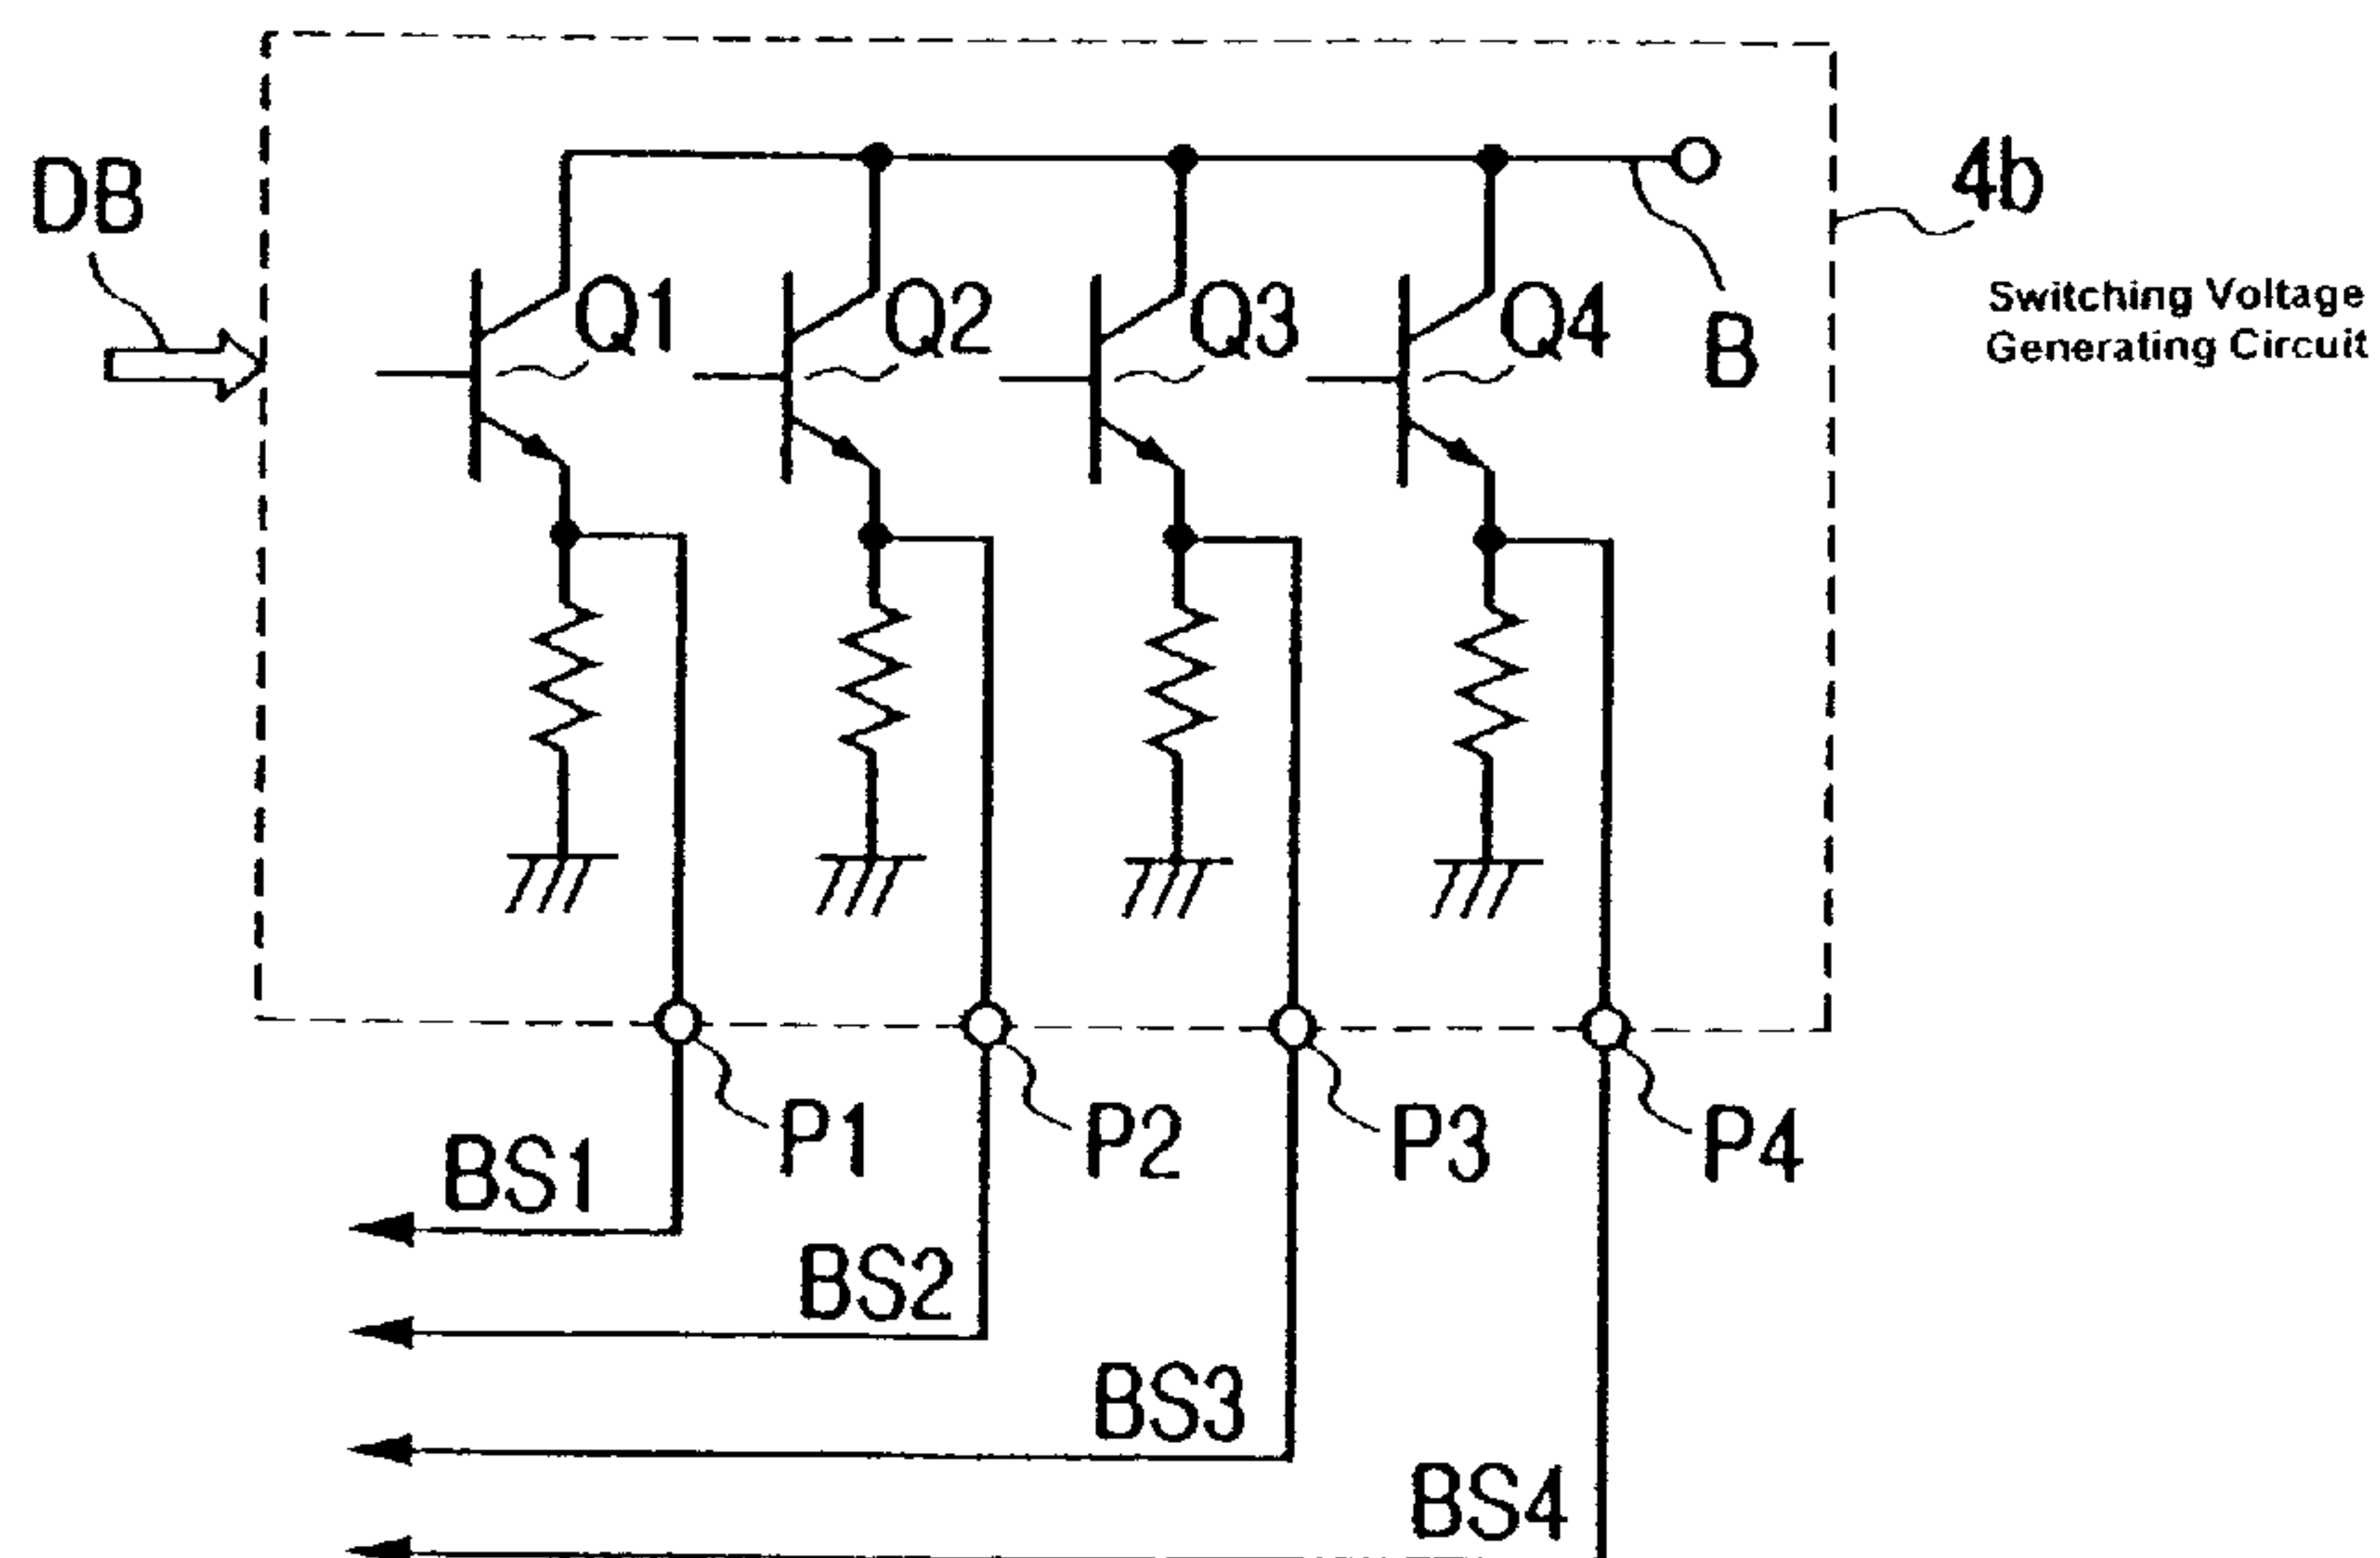 DB
4b
Q1
Q2
Q3
Q4
B
Switching Voltage
Generating Circuit
P1
P2
P3
P4
BS1
BS2
BS3
BS4